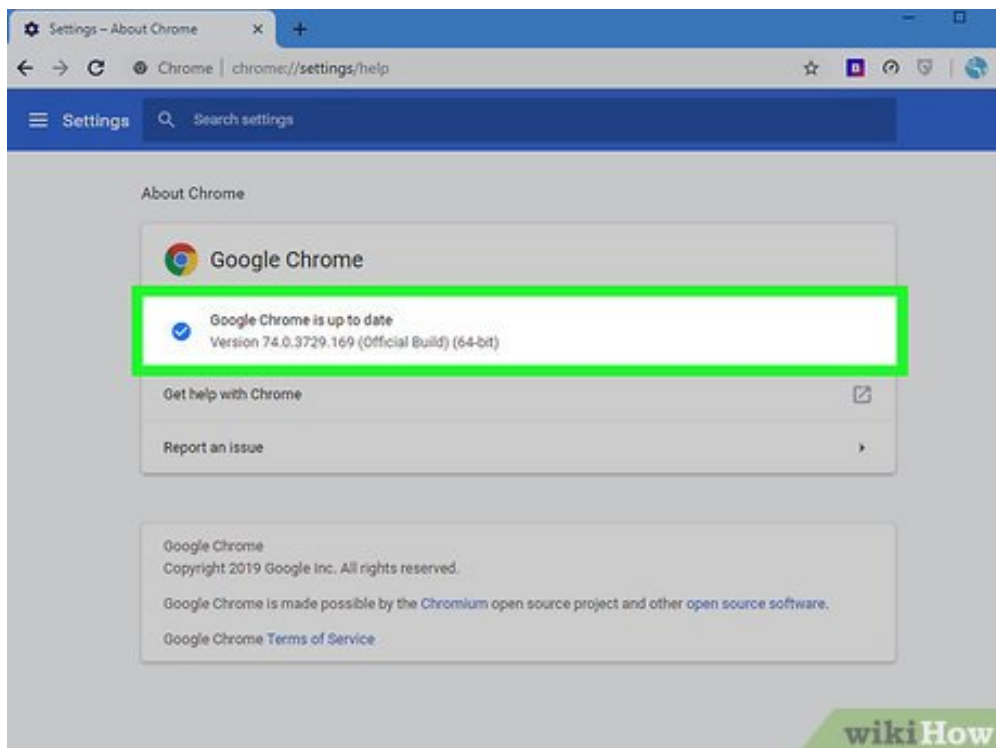 Settings – About Chrome
Chrome | chrome://settings/help
Settings
Search settings
About Chrome
Google Chrome
Google Chrome is up to date
Version 74.0.3729.169 (Official Build) (64-bit)
Get help with Chrome
Report an issue
Google Chrome
Copyright 2019 Google Inc. All rights reserved.
Google Chrome is made possible by the Chromium open source project and other open source software.
Google Chrome Terms of Service
wikiHow